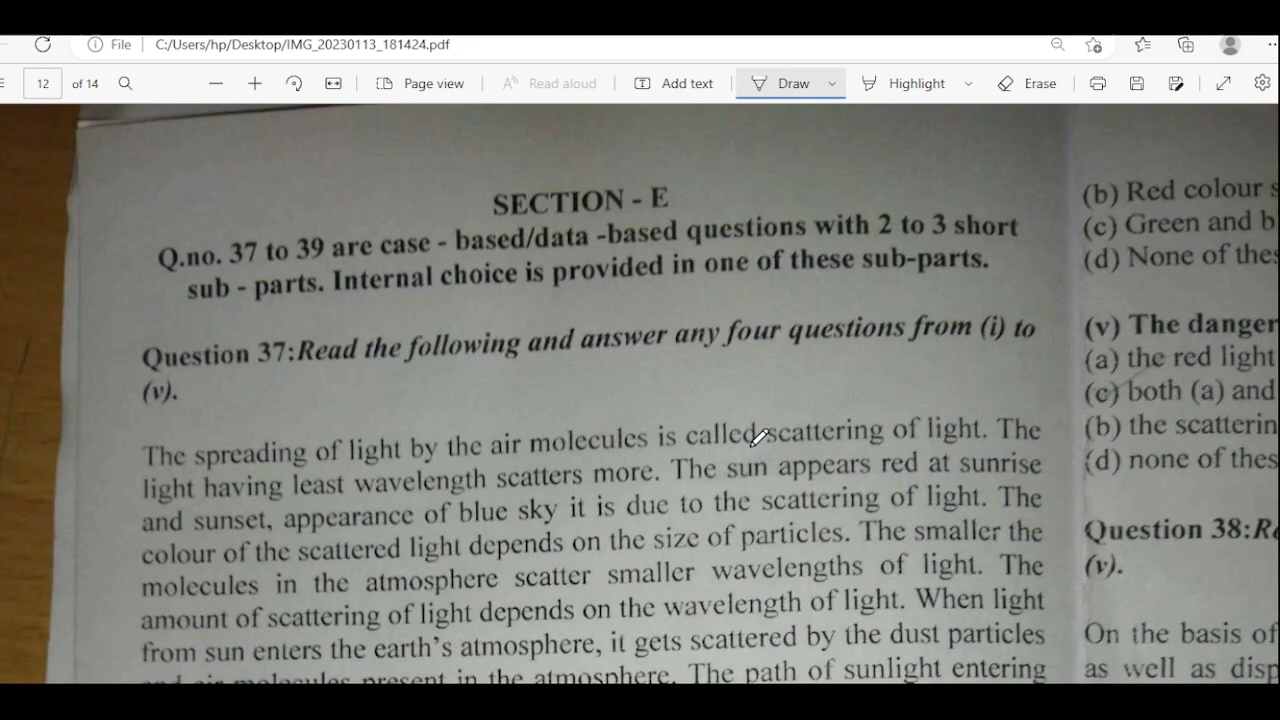 File
C:/Users/hp/Desktop/IMG_20230113_181424.pdf
12 of 14
Page view
Read aloud
Add text
Draw
Highlight
Erase
SECTION - E
Q.no. 37 to 39 are case - based/data -based questions with 2 to 3 short
sub - parts. Internal choice is provided in one of these sub-parts.
Question 37:Read the following and answer any four questions from (i) to
(v).
The spreading of light by the air molecules is called scattering of light. The
light having least wavelength scatters more. The sun appears red at sunrise
and sunset, appearance of blue sky it is due to the scattering of light. The
colour of the scattered light depends on the size of particles. The smaller the
molecules in the atmosphere scatter smaller wavelengths of light. The
amount of scattering of light depends on the wavelength of light. When light
from sun enters the earth's atmosphere, it gets scattered by the dust particles
and air molecules present in the atmosphere. The path of sunlight entering
(b) Red colour
(c) Green and
(d) None of
(v) The danger
(a) the red light
(c) both (a) and
(b) the
(d) none of
Question 38:
(v).
On the basis of
as well as